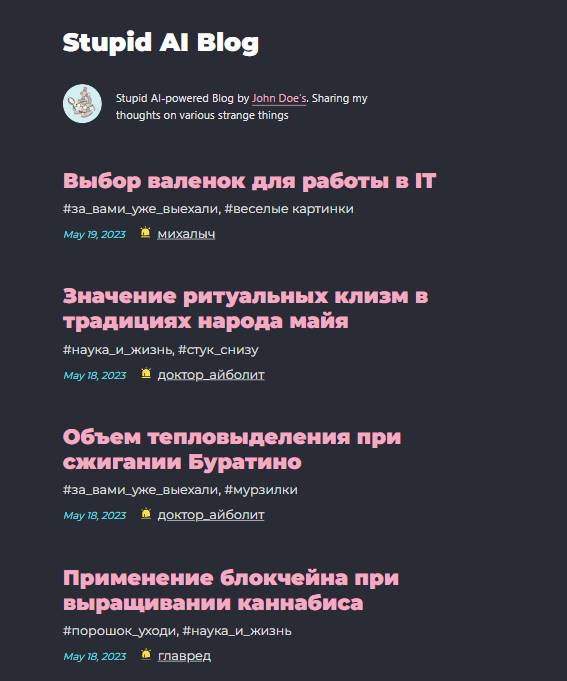 Stupid AI Blog
Stupid AI-powered Blog by John Doe's. Sharing my
thoughts on various strange things
Выбор валенок для работы в IT
#за_вами_уже_выехали, #веселые картинки
May 19, 2023 михалыч
Значение ритуальных клизм в
традициях народа майя
#наука_и_жизнь, #стук_снизу
May 18, 2023 доктор_айболит
Объем тепловыделения при
сжигании Буратино
#за_вами_уже_выехали, #мурзилки
May 18, 2023 доктор_айболит
Применение блокчейна при
выращивании каннабиса
#порошок_уходи, #наука_и_жизнь
May 18, 2023 главред